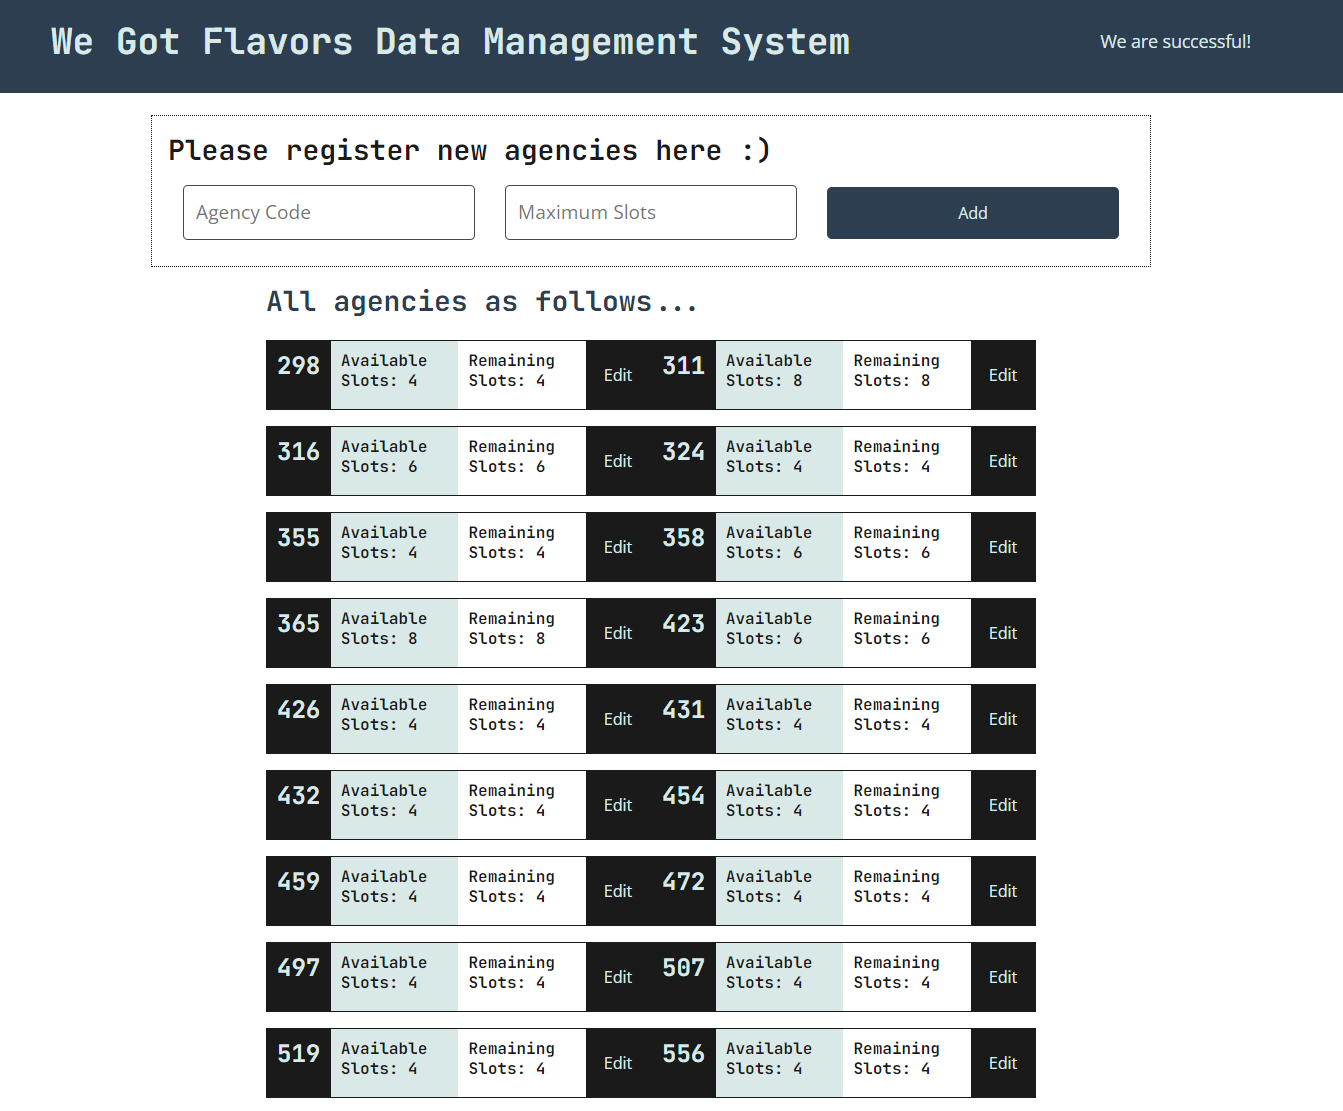 We Got Flavors Data Management System
We are successful!
Please register new agencies here :)
Agency Code
Maximum Slots
Add
All agencies as follows...
298 Available Slots: 4 Remaining Slots: 4 Edit
311 Available Slots: 8 Remaining Slots: 8 Edit
316 Available Slots: 6 Remaining Slots: 6 Edit
324 Available Slots: 4 Remaining Slots: 4 Edit
355 Available Slots: 4 Remaining Slots: 4 Edit
358 Available Slots: 6 Remaining Slots: 6 Edit
365 Available Slots: 8 Remaining Slots: 8 Edit
423 Available Slots: 6 Remaining Slots: 6 Edit
426 Available Slots: 4 Remaining Slots: 4 Edit
431 Available Slots: 4 Remaining Slots: 4 Edit
432 Available Slots: 4 Remaining Slots: 4 Edit
454 Available Slots: 4 Remaining Slots: 4 Edit
459 Available Slots: 4 Remaining Slots: 4 Edit
472 Available Slots: 4 Remaining Slots: 4 Edit
497 Available Slots: 4 Remaining Slots: 4 Edit
507 Available Slots: 4 Remaining Slots: 4 Edit
519 Available Slots: 4 Remaining Slots: 4 Edit
556 Available Slots: 4 Remaining Slots: 4 Edit